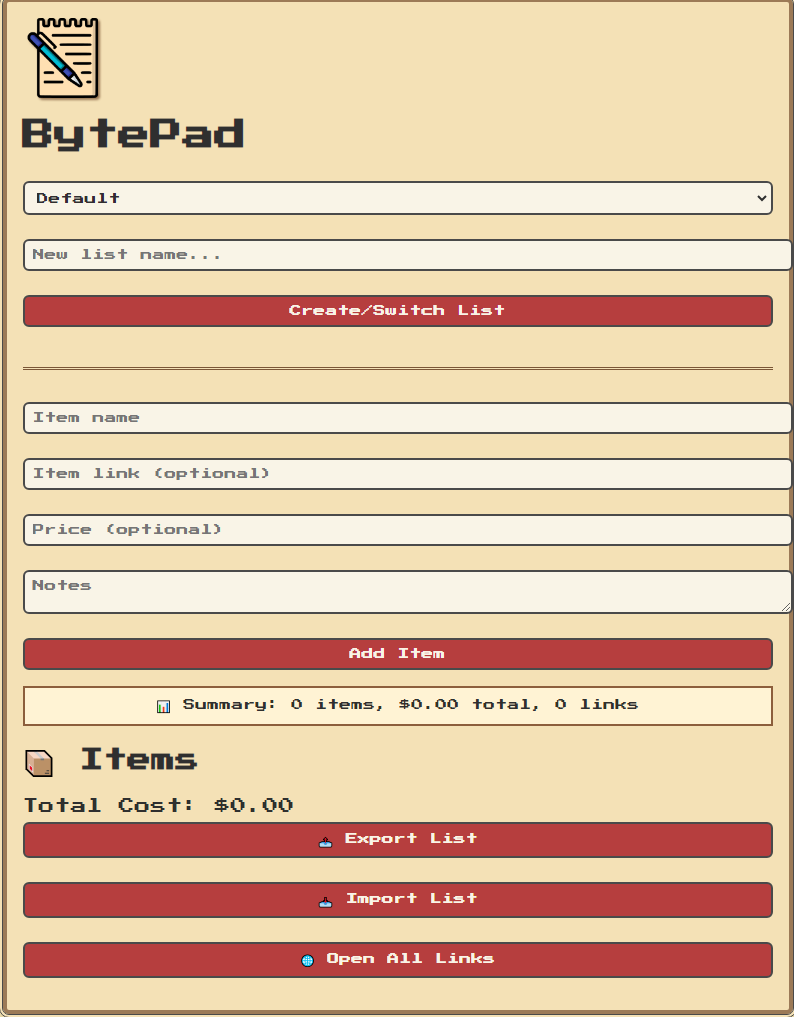 BytePad
Default
New list name...
Create/Switch List
Item name
Item link (optional)
Price (optional)
Notes
Add Item
Summary: 0 items, $0.00 total, 0 links
Items
Total Cost: $0.00
Export List
Import List
Open All Links